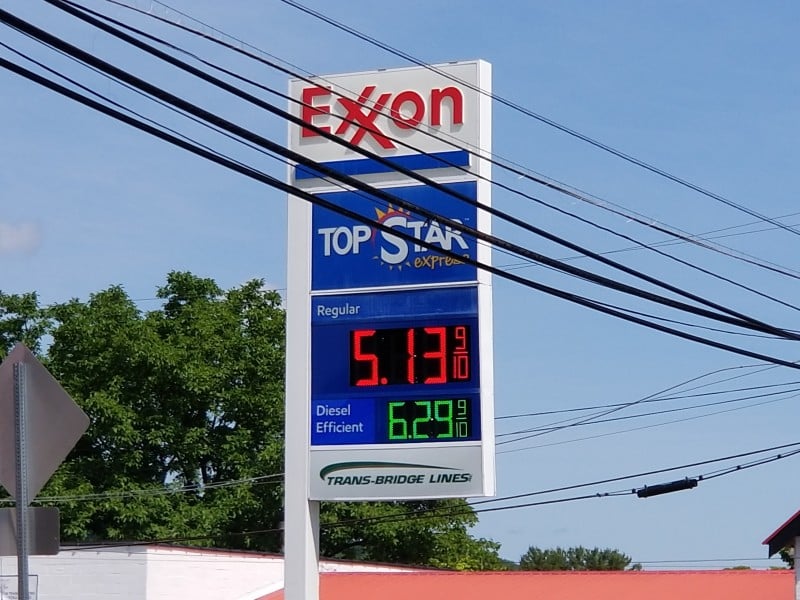 Exxon
TOP STAR
express
Regular
5.13 9/10
Diesel
Efficient
6.29 9/10
TRANS-BRIDGE LINES